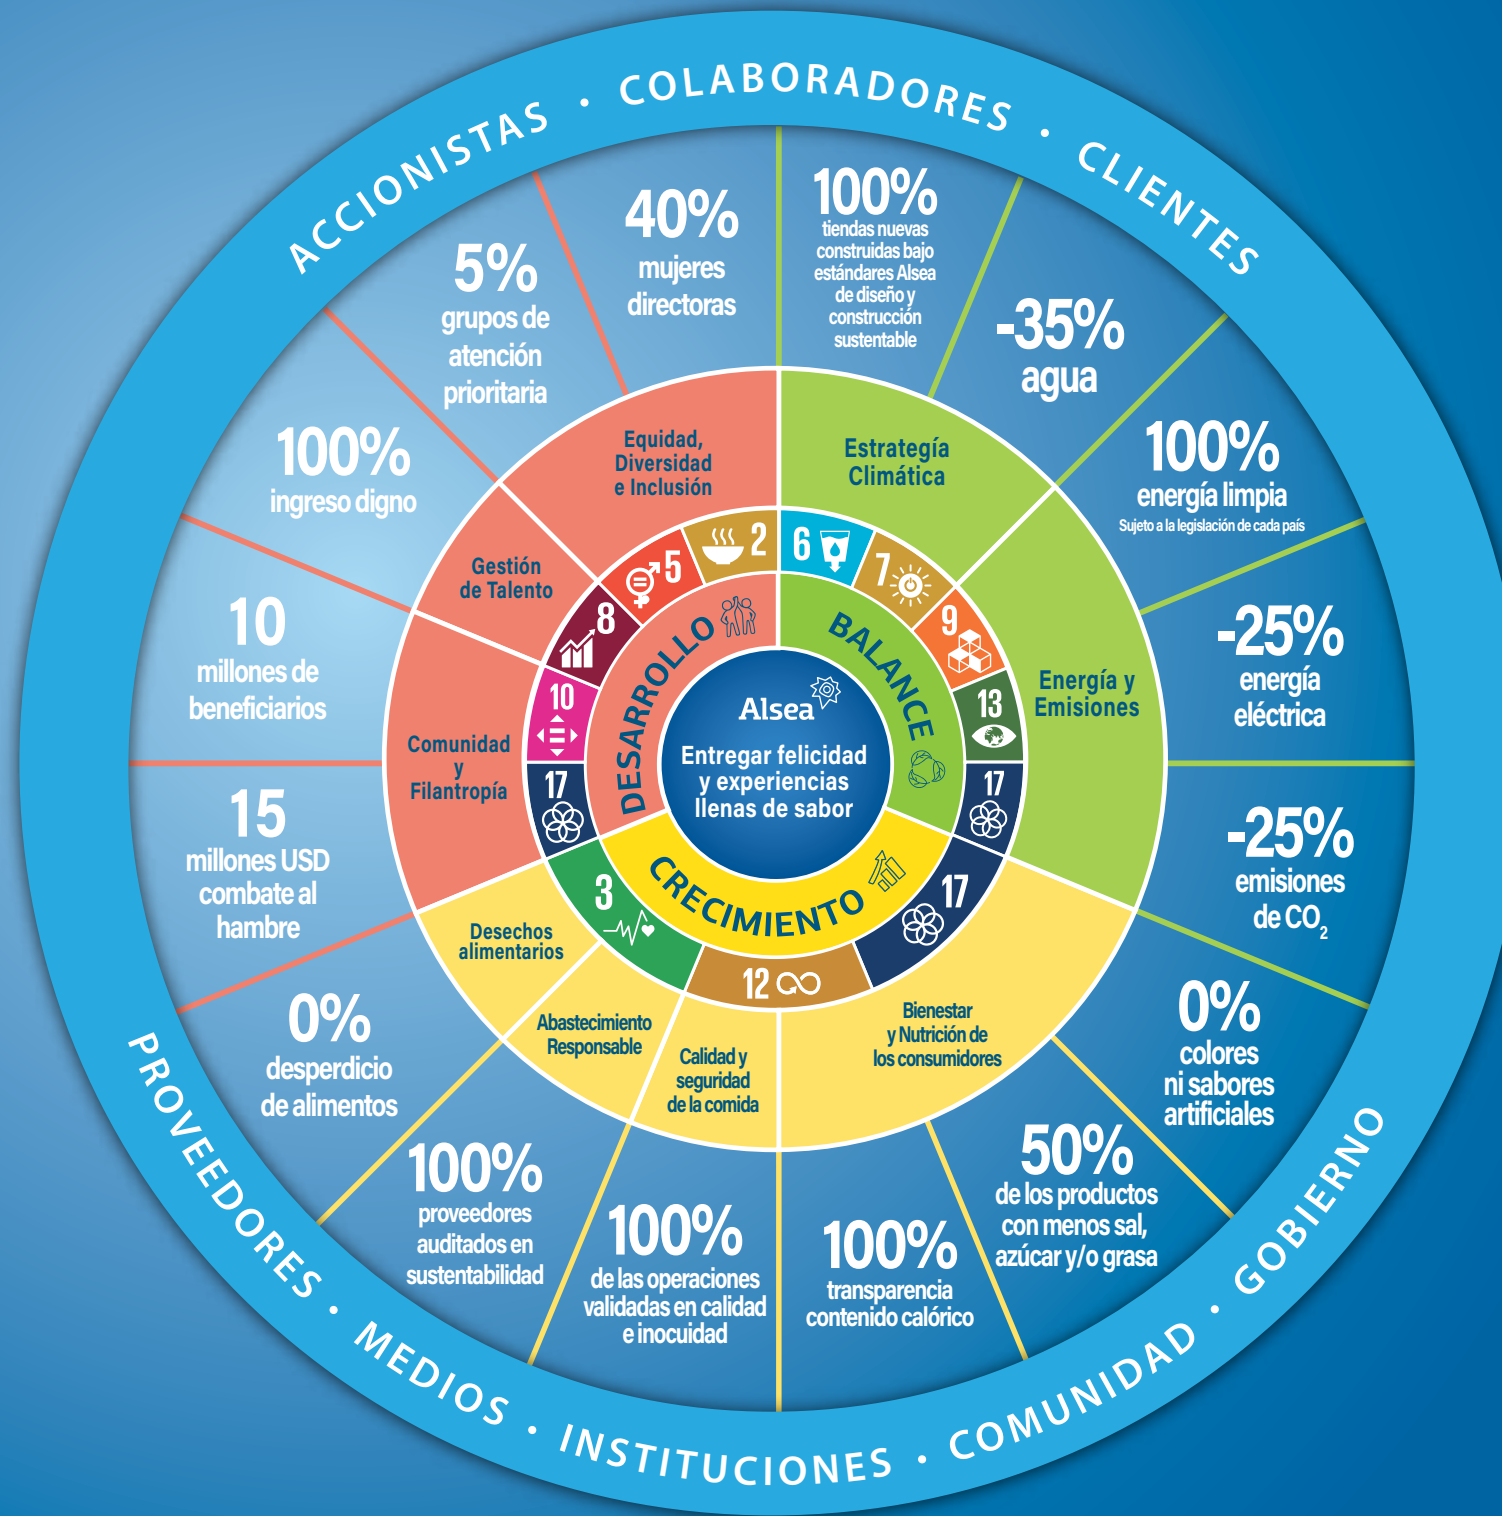 ACCIONISTAS · COLABORADORES · CLIENTES
40%
mujeres
directoras
100%
tiendas nuevas
construidas bajo
estándares Alsea
de diseño y
construcción
sustentable
5%
grupos de
atención
prioritaria
-35%
agua
100%
ingreso digno
100%
energía limpia
Sujeto a la legislación de cada país
10
millones de
beneficiarios
-25%
energía
eléctrica
15
millones USD
combate al
hambre
-25%
emisiones
de CO2
0%
desperdicio
de alimentos
0%
colores
ni sabores
artificiales
100%
proveedores
auditados en
sustentabilidad
100%
de las operaciones
validadas en calidad
e inocuidad
100%
transparencia
contenido calórico
50%
de los productos
con menos sal,
azúcar y/o grasa
Equidad,
Diversidad
e Inclusión
Estrategía
Climática
Gestión
de Talento
Energía y
Emisiones
Comunidad
y
Filantropía
Desechos
alimentarios
Abastecimiento
Responsable
Calidad y
seguridad
de la comida
Bienestar
y Nutrición de
los consumidores
2
6
5
7
8
9
10
13
17
17
3
17
12
DESARROLLO
BALANCE
CRECIMIENTO
Alsea
Entregar felicidad
y experiencias
llenas de sabor
PROVEEDORES · MEDIOS · INSTITUCIONES · COMUNIDAD · GOBIERNO